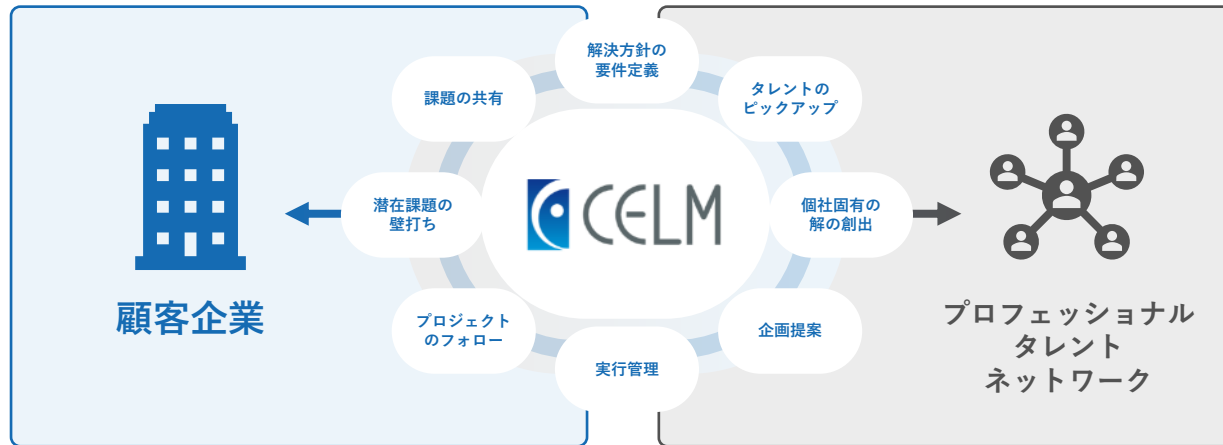 解決方針の
要件定義
課題の共有
タレントの
ピックアップ
潜在課題の
壁打ち
CELM
個社固有の
解の創出
顧客企業
プロフェッショナル
タレント
ネットワーク
プロジェクト
のフォロー
企画提案
実行管理